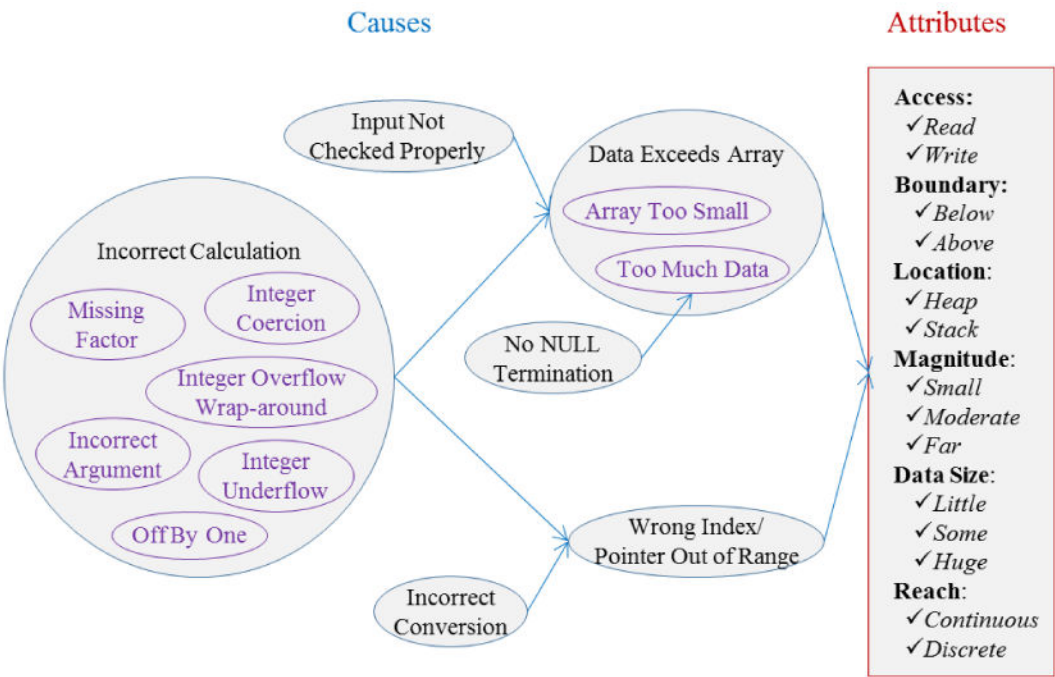 Causes
Attributes
Input Not
Checked Properly
Data Exceeds Array
Array Too Small
Too Much Data
Incorrect Calculation
Missing
Factor
Integer
Coercion
Integer Overflow
Wrap-around
Incorrect
Argument
Integer
Underflow
Off By One
No NULL
Termination
Wrong Index/
Pointer Out of Range
Incorrect
Conversion
Access:
✓Read
✓Write
Boundary:
✓Below
✓Above
Location:
✓Heap
✓Stack
Magnitude:
✓Small
✓Moderate
✓Far
Data Size:
✓Little
✓Some
✓Huge
Reach:
✓Continuous
✓Discrete